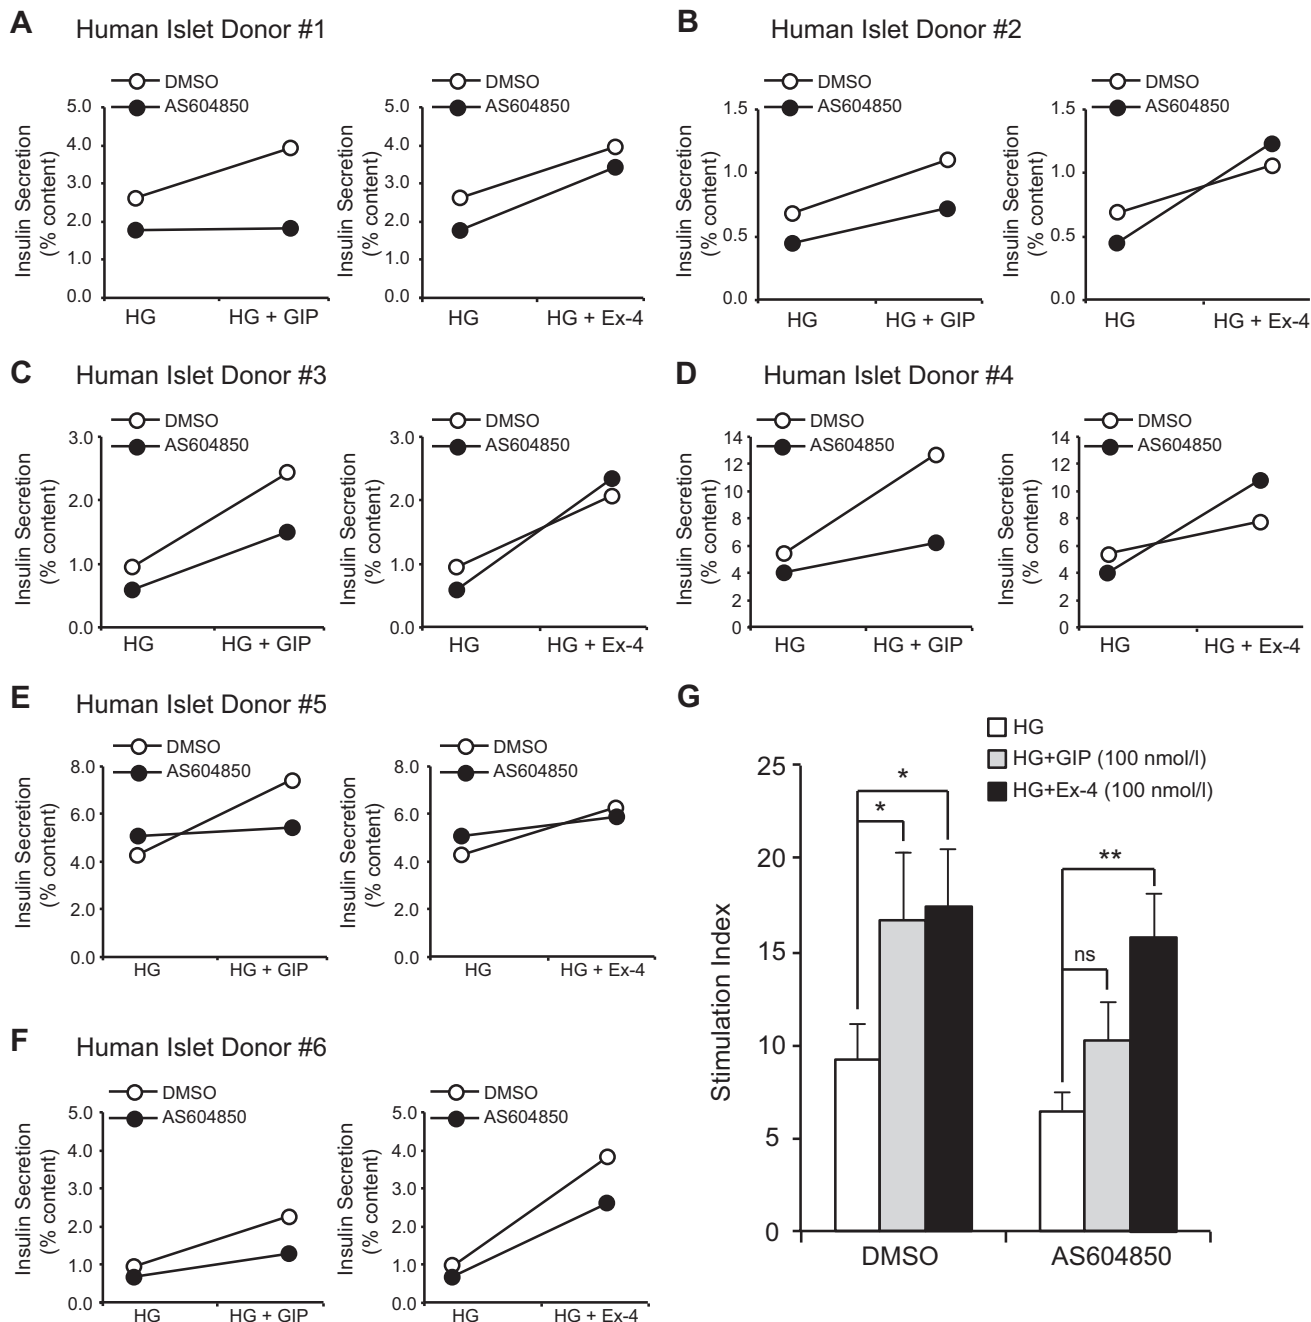 A Human Islet Donor #1
DMSO
AS604850
5.0
4.0
3.0
2.0
1.0
0.0
Insulin Secretion
(% content)
HG HG + GIP
DMSO
AS604850
5.0
4.0
3.0
2.0
1.0
0.0
Insulin Secretion
(% content)
HG HG + Ex-4
B Human Islet Donor #2
DMSO
AS604850
1.5
1.0
0.5
0.0
Insulin Secretion
(% content)
HG HG + GIP
DMSO
AS604850
1.5
1.0
0.5
0.0
Insulin Secretion
(% content)
HG HG + Ex-4
C Human Islet Donor #3
DMSO
AS604850
3.0
2.0
1.0
0.0
Insulin Secretion
(% content)
HG HG + GIP
DMSO
AS604850
3.0
2.0
1.0
0.0
Insulin Secretion
(% content)
HG HG + Ex-4
D Human Islet Donor #4
DMSO
AS604850
14
12
10
8
6
4
2
0
Insulin Secretion
(% content)
HG HG + GIP
DMSO
AS604850
14
12
10
8
6
4
2
0
Insulin Secretion
(% content)
HG HG + Ex-4
E Human Islet Donor #5
DMSO
AS604850
8.0
6.0
4.0
2.0
0.0
Insulin Secretion
(% content)
HG HG + GIP
DMSO
AS604850
8.0
6.0
4.0
2.0
0.0
Insulin Secretion
(% content)
HG HG + Ex-4
F Human Islet Donor #6
DMSO
AS604850
5.0
4.0
3.0
2.0
1.0
0.0
Insulin Secretion
(% content)
HG HG + GIP
DMSO
AS604850
5.0
4.0
3.0
2.0
1.0
0.0
Insulin Secretion
(% content)
HG HG + Ex-4
G
HG
HG+GIP (100 nmol/l)
HG+Ex-4 (100 nmol/l)
25
20
15
10
5
0
Stimulation Index
*
*
**
ns
DMSO AS604850